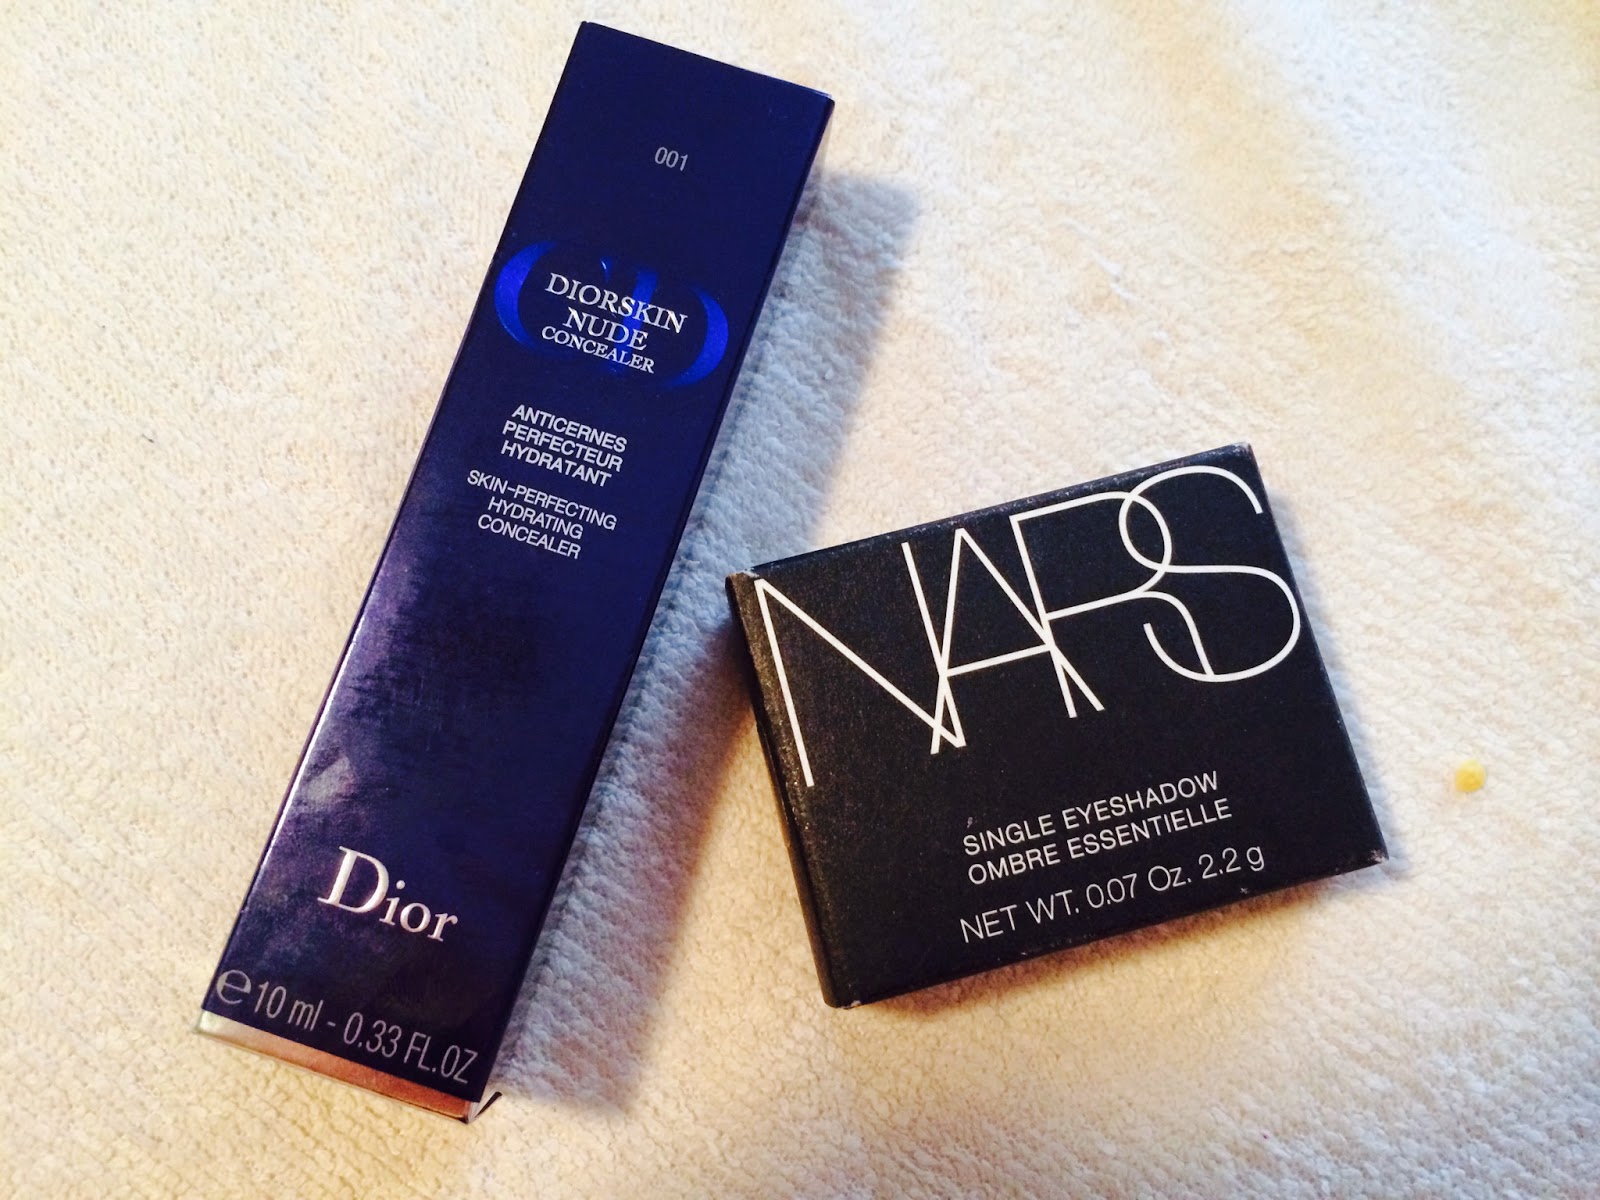 001
DIORSKIN
NUDE
CONCEALER
ANTICERNES
PERFECTEUR
HYDRATANT
SKIN-PERFECTING
HYDRATING
CONCEALER
Dior
℮10 ml - 0.33 FL.OZ
NARS
SINGLE EYESHADOW
OMBRE ESSENTIELLE
NET WT. 0.07 Oz. 2.2 g